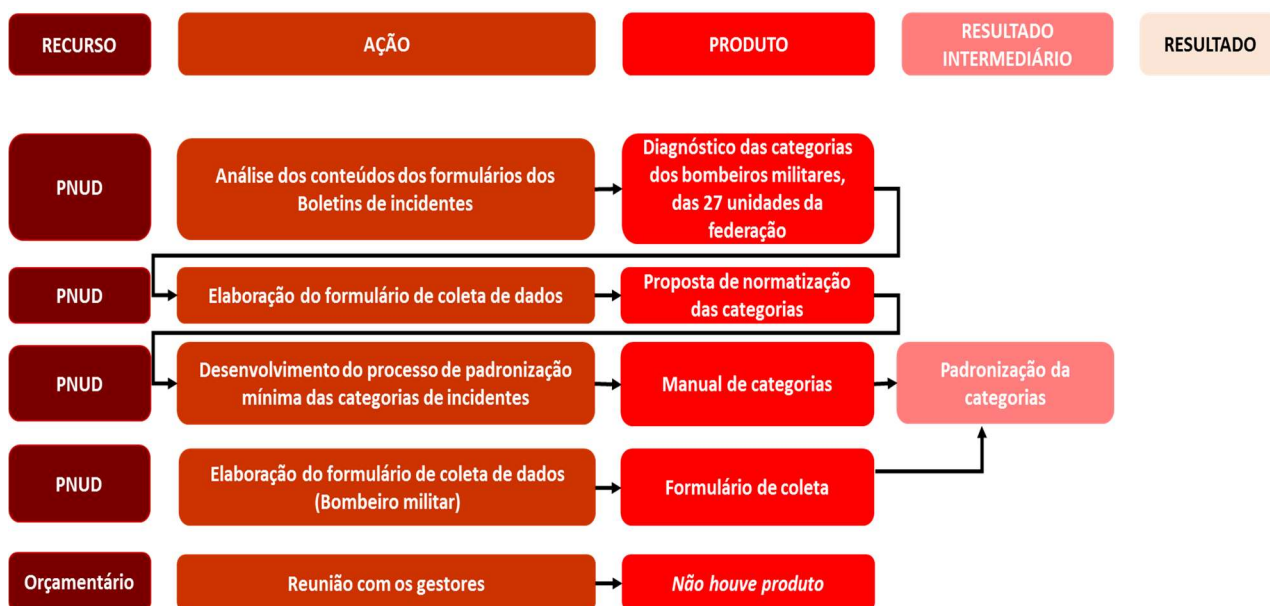 RECURSO
AÇÃO
PRODUTO
RESULTADO
INTERMEDIÁRIO
RESULTADO
PNUD
Análise dos conteúdos dos formulários dos
Boletins de incidentes
Diagnóstico das categorias
dos bombeiros militares,
das 27 unidades da
federação
PNUD
Elaboração do formulário de coleta de dados
Proposta de normatização
das categorias
PNUD
Desenvolvimento do processo de padronização
mínima das categorias de incidentes
Manual de categorias
Padronização da
categorias
PNUD
Elaboração do formulário de coleta de dados
(Bombeiro militar)
Formulário de coleta
Orçamentário
Reunião com os gestores
Não houve produto